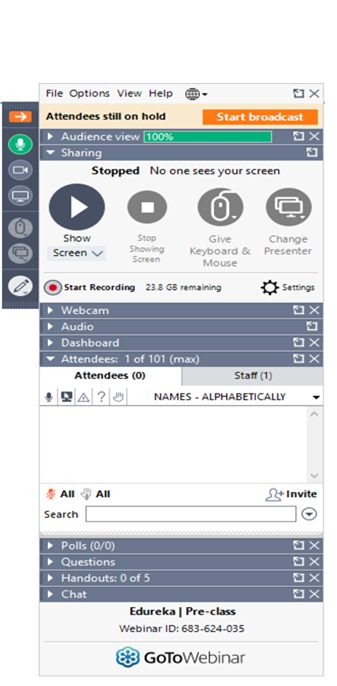 File Options View Help
Attendees still on hold Start broadcast
Audience view 100%
Sharing
Stopped No one sees your screen
Show
Screen
Stop
Showing
Screen
Give
Keyboard &
Mouse
Change
Presenter
Start Recording 23.8 GB remaining Settings
Webcam
Audio
Dashboard
Attendees: 1 of 101 (max)
Attendees (0) Staff (1)
? NAMES - ALPHABETICALLY
All All Invite
Search
Polls (0/0)
Questions
Handouts: 0 of 5
Chat
Edureka | Pre-class
Webinar ID: 683-624-035
GoToWebinar